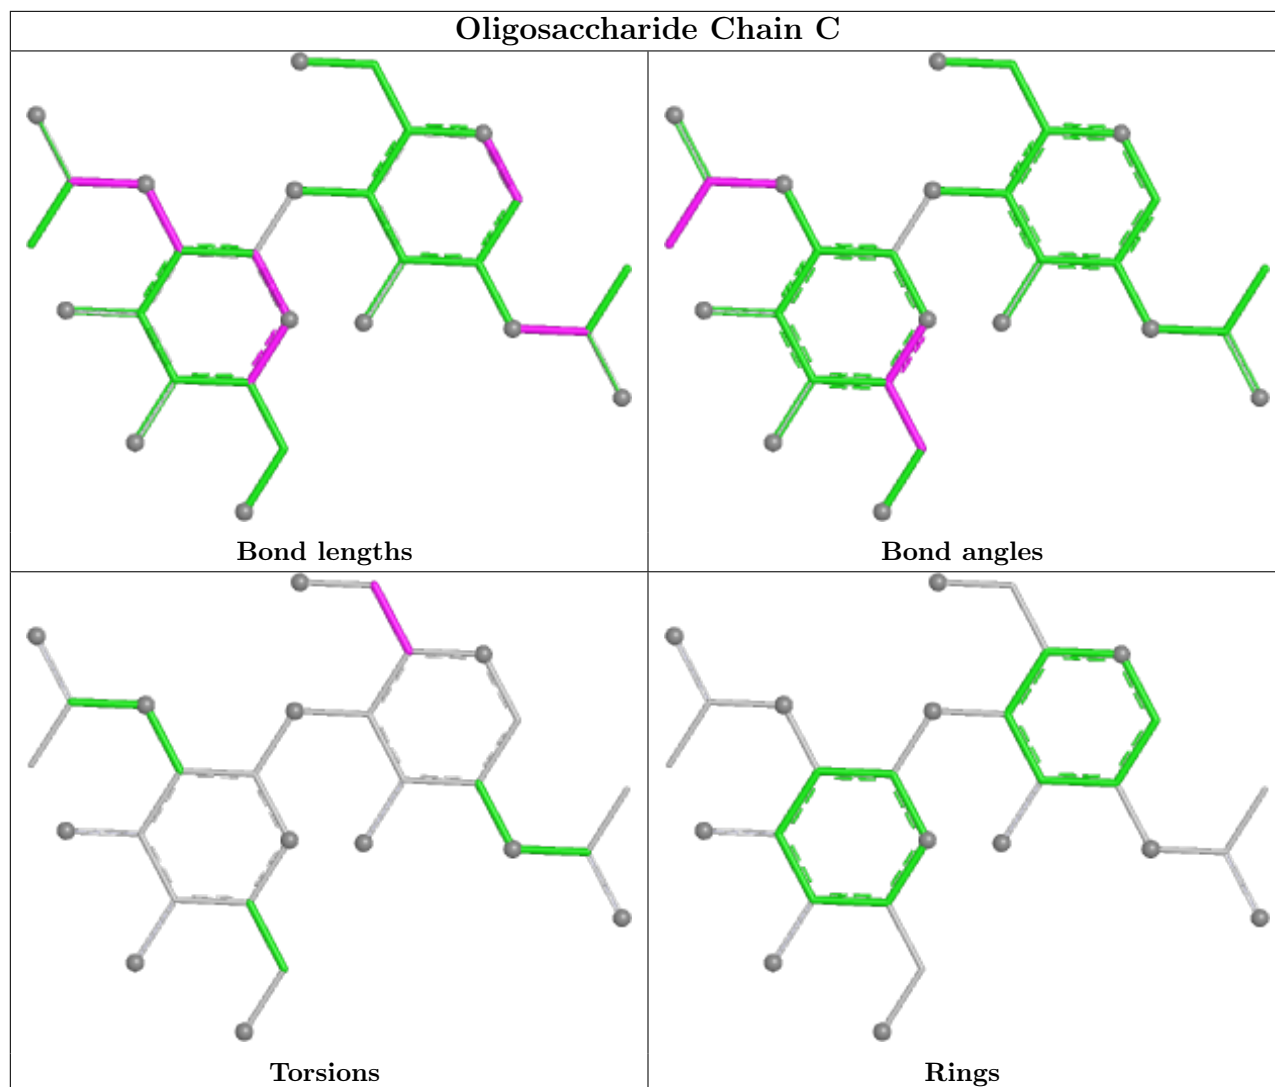 Oligosaccharide Chain C
Bond lengths
Bond angles
Torsions
Rings